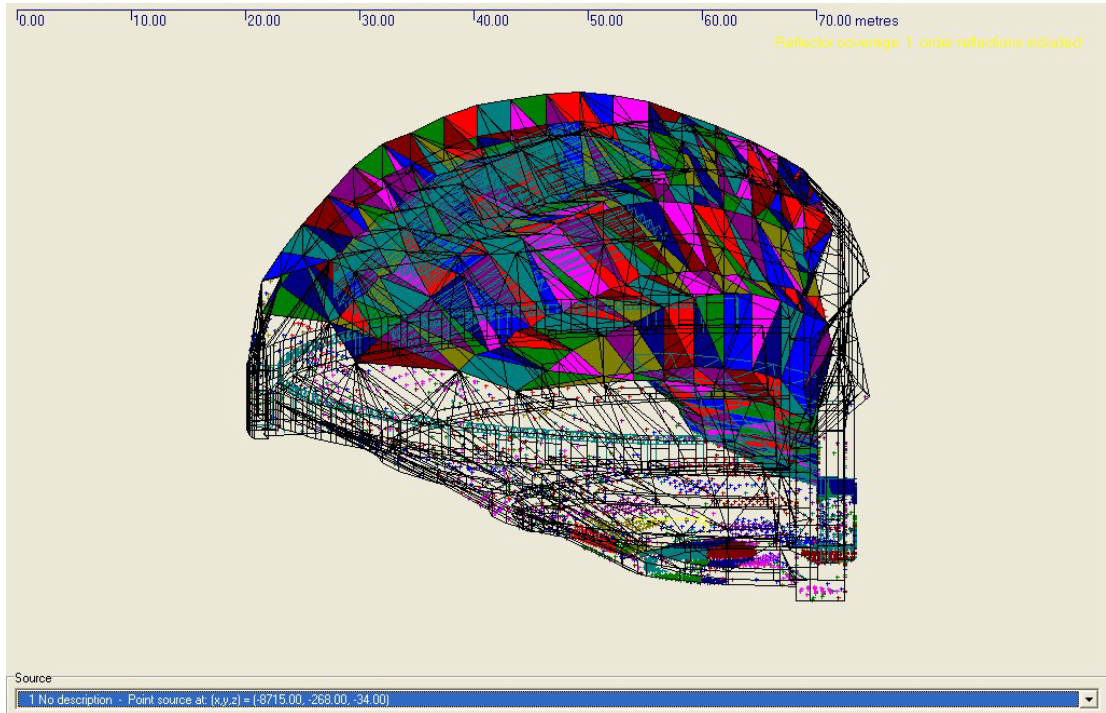 0.00 10.00 20.00 30.00 40.00 50.00 60.00 70.00 metres
Reflector coverage 1. order reflections included
Source
1 No description - Point source at: (x,y,z) = (-8715.00, -268.00, -34.00)